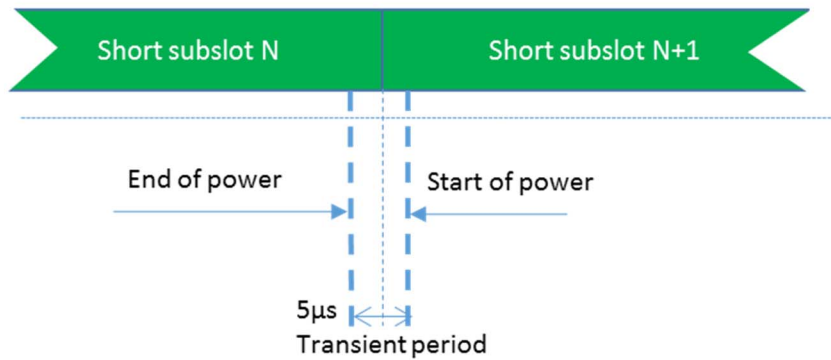 Short subslot N
Short subslot N+1
End of power
Start of power
5µs
Transient period